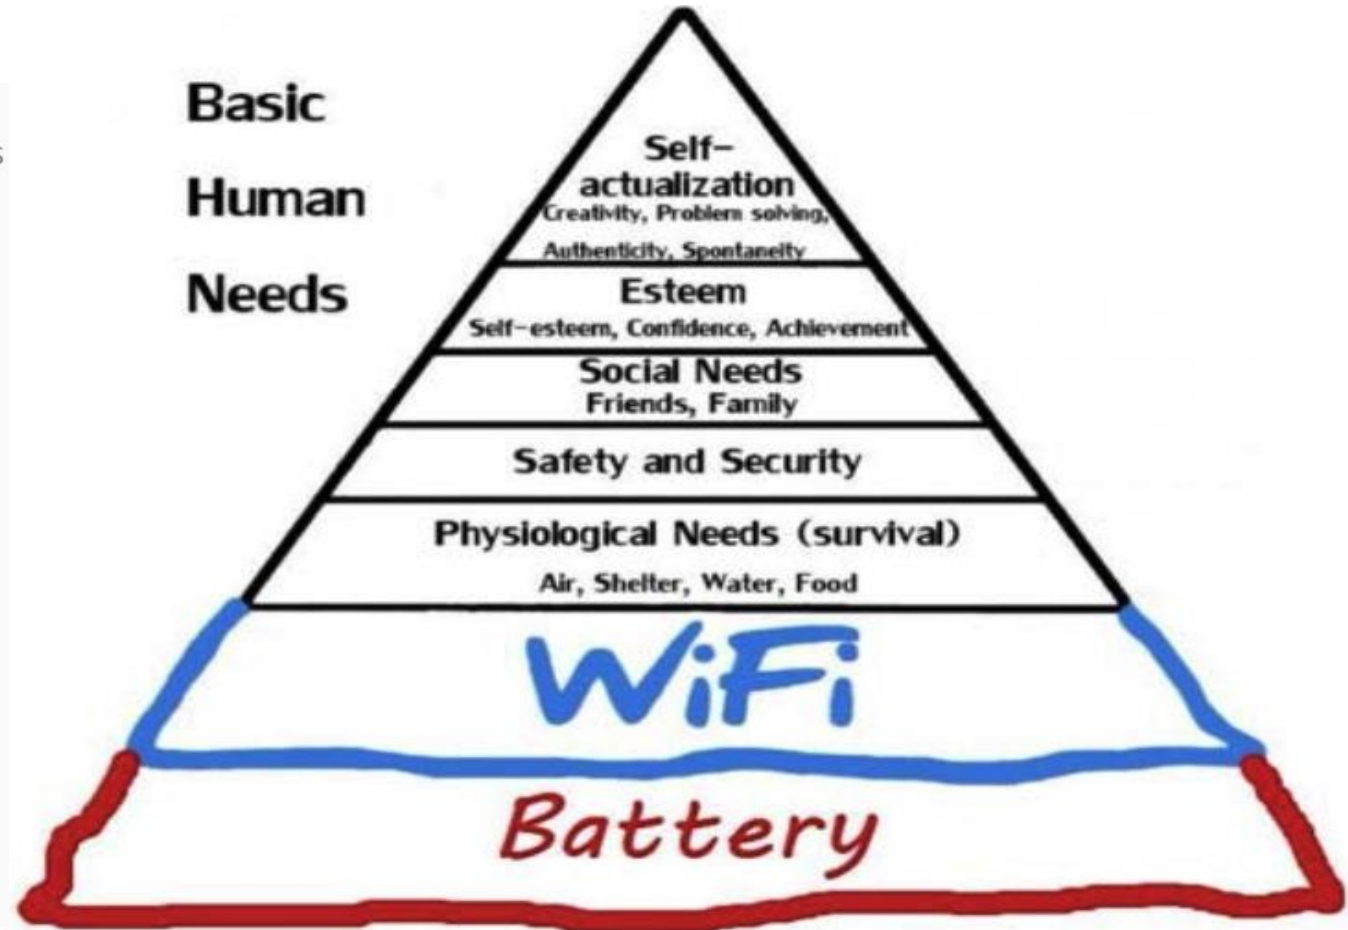 Basic
Human
Needs
Self-
actualization
Creativity, Problem solving,
Authenticity, Spontaneity
Esteem
Self-esteem, Confidence, Achievement
Social Needs
Friends, Family
Safety and Security
Physiological Needs (survival)
Air, Shelter, Water, Food
WiFi
Battery